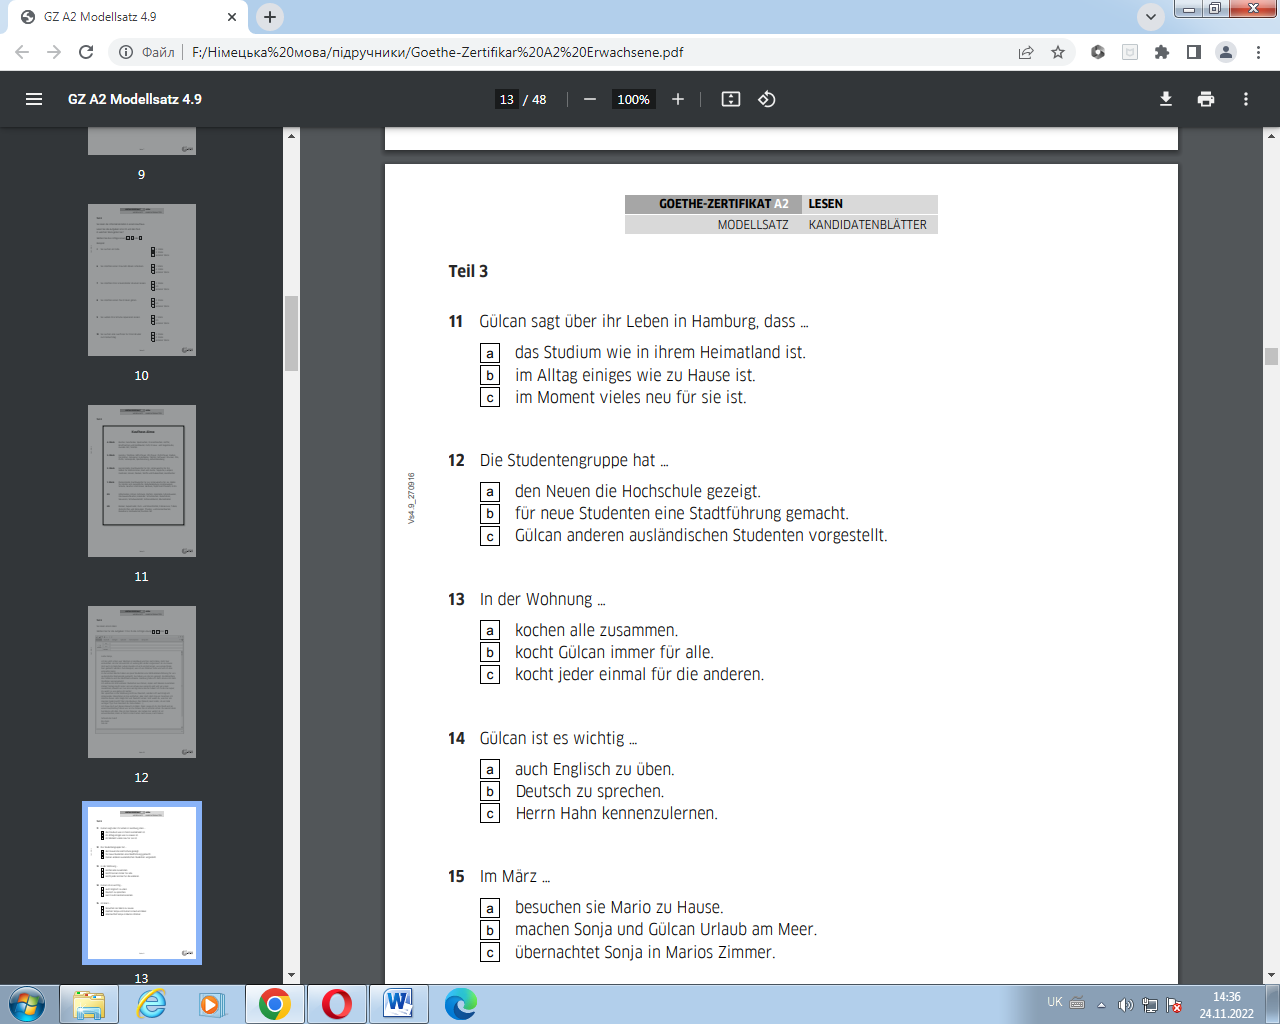 GZ A2 Modellsatz 4.9
Файл
F:/Німецька%20мова/підручники/Goethe-Zertifikar%20A2%20Erwachsene.pdf
GZ A2 Modellsatz 4.9
13 / 48
100%
9
10
11
12
13
GOETHE-ZERTIFIKAT A2 LESEN
MODELLSATZ KANDIDATENBLÄTTER
Teil 3
11 Gülcan sagt über ihr Leben in Hamburg, dass ...
a das Studium wie in ihrem Heimatland ist.
b im Alltag einiges wie zu Hause ist.
c im Moment vieles neu für sie ist.
12 Die Studentengruppe hat ...
a den Neuen die Hochschule gezeigt.
b für neue Studenten eine Stadtführung gemacht.
c Gülcan anderen ausländischen Studenten vorgestellt.
Vs4.9_270916
13 In der Wohnung ...
a kochen alle zusammen.
b kocht Gülcan immer für alle.
c kocht jeder einmal für die anderen.
14 Gülcan ist es wichtig ...
a auch Englisch zu üben.
b Deutsch zu sprechen.
c Herrn Hahn kennenzulernen.
15 Im März ...
a besuchen sie Mario zu Hause.
b machen Sonja und Gülcan Urlaub am Meer.
c übernachtet Sonja in Marios Zimmer.
UK
14:36
24.11.2022